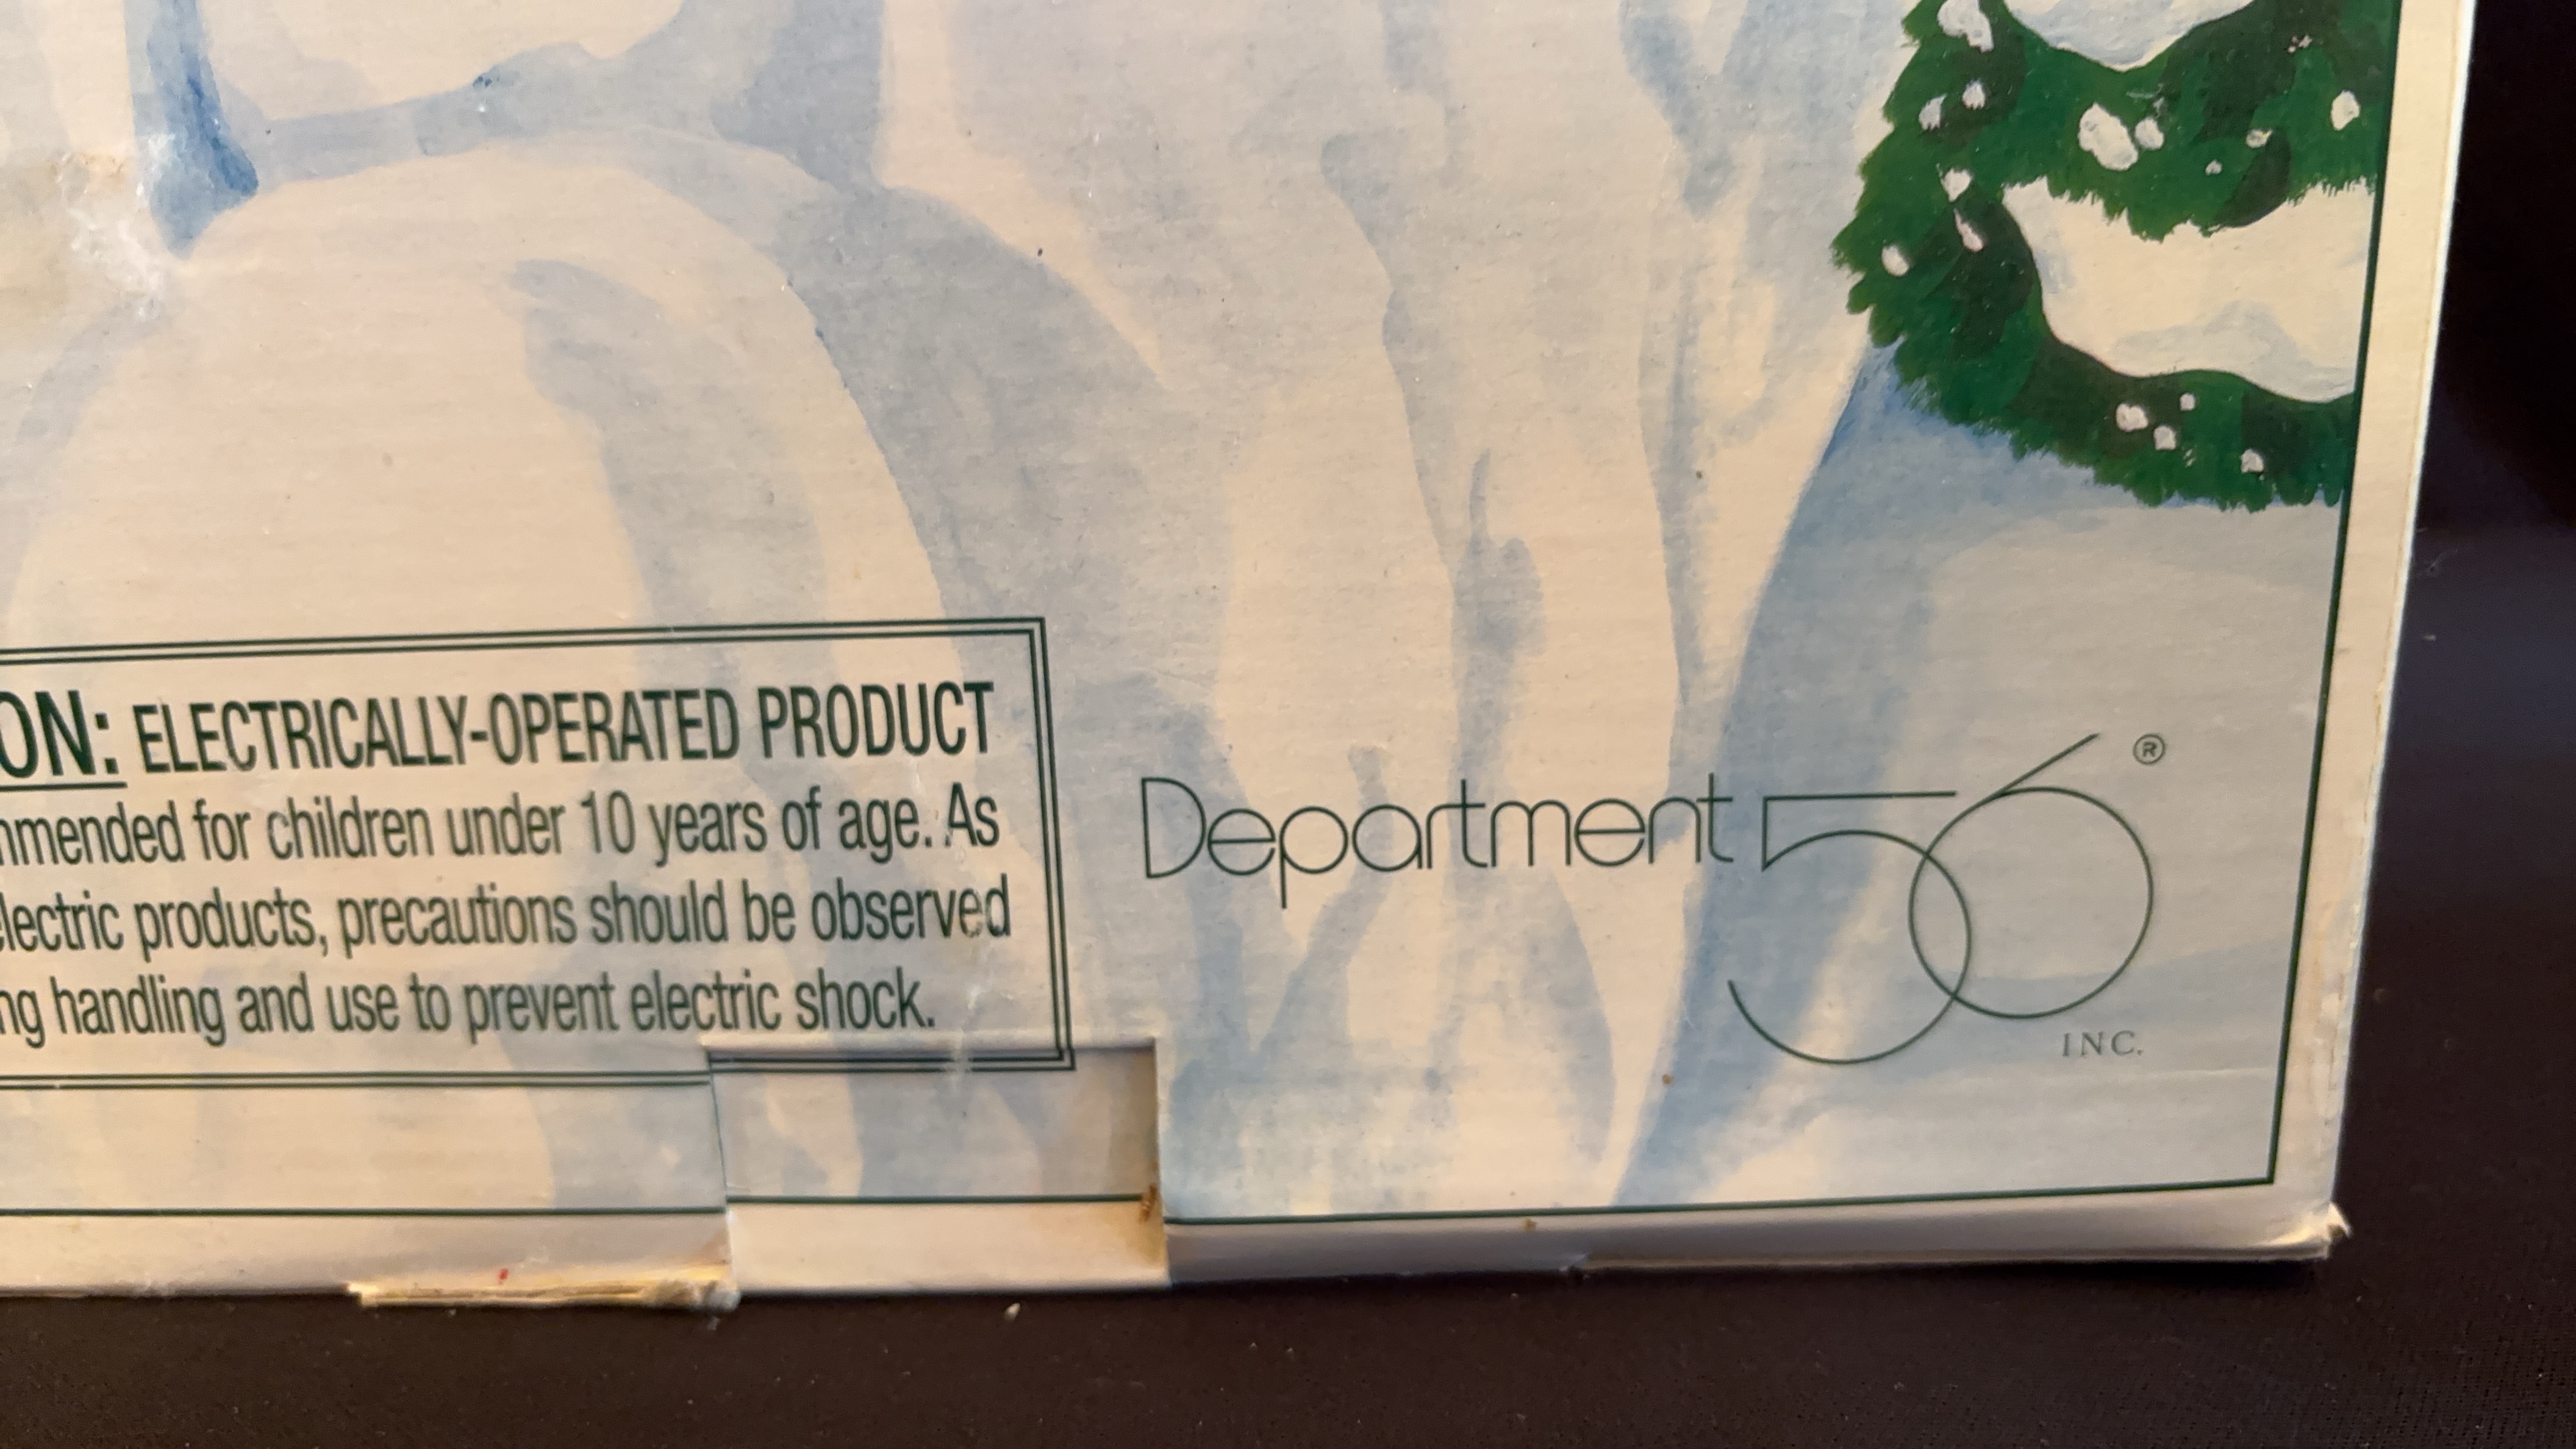 ON: ELECTRICALLY-OPERATED PRODUCT
mmended for children under 10 years of age. As
lectric products, precautions should be observed
ng handling and use to prevent electric shock.
Department 56 ®
INC.